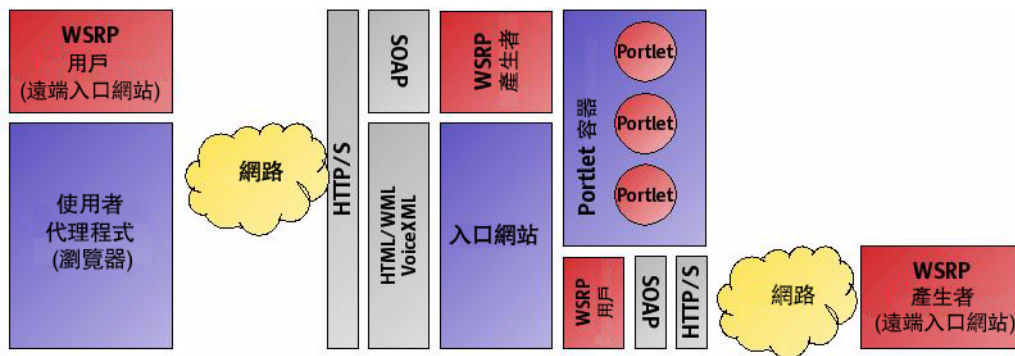 WSRP
用戶
(遠端入口網站)
使用者
代理程式
(瀏覽器)
網路
HTTP/S
SOAP
HTML/WML
VoiceXML
WSRP
產生者
入口網站
Portlet 容器
Portlet
Portlet
Portlet
WSRP
用戶
SOAP
HTTP/S
網路
WSRP
產生者
(遠端入口網站)